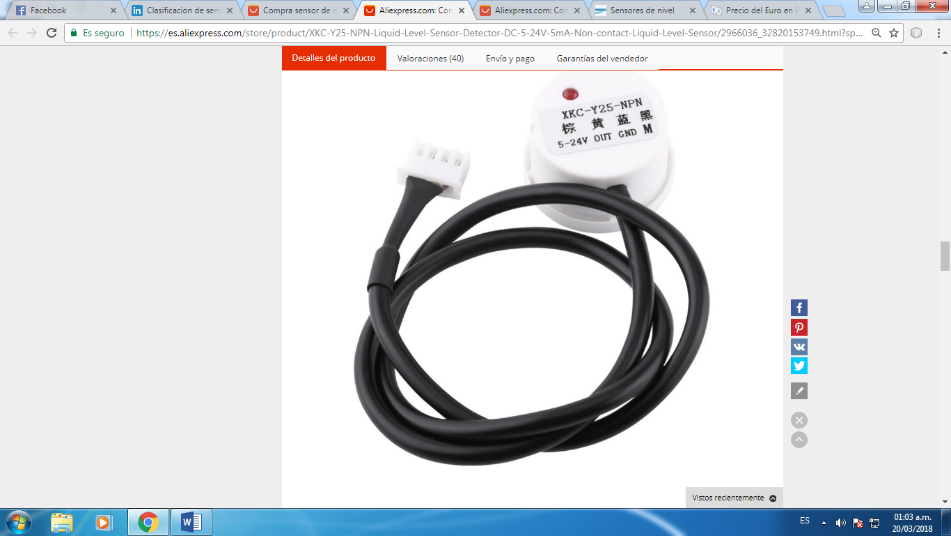 Facebook
Clasificacion de sen
Compra sensor de n
Aliexpress.com: Con
Aliexpress.com: Con
Sensores de nivel
Precio del Euro en P
Es seguro
https://es.aliexpress.com/store/product/XKC-Y25-NPN-Liquid-Level-Sensor-Detector-DC-5-24V-5mA-Non-contact-Liquid-Level-Sensor/2966036_32820153749.html?sp...
Detalles del producto
Valoraciones (40)
Envío y pago
Garantías del vendedor
XKC-Y25-NPN
棕 黄 蓝 黑
5-24V OUT GND M
Vistos recientemente
ES
01:03 a.m.
20/03/2018